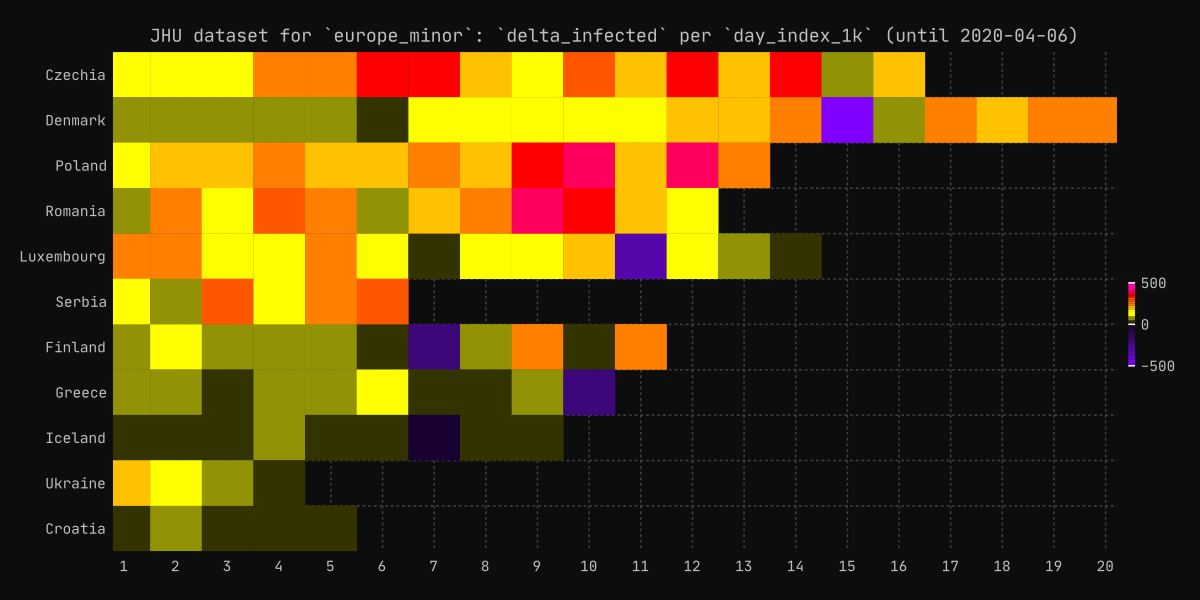 JHU dataset for `europe_minor`: `delta_infected` per `day_index_1k` (until 2020-04-06)
Czechia
Denmark
Poland
Romania
Luxembourg
Serbia
Finland
Greece
Iceland
Ukraine
Croatia
1 2 3 4 5 6 7 8 9 10 11 12 13 14 15 16 17 18 19 20
500
0
−500